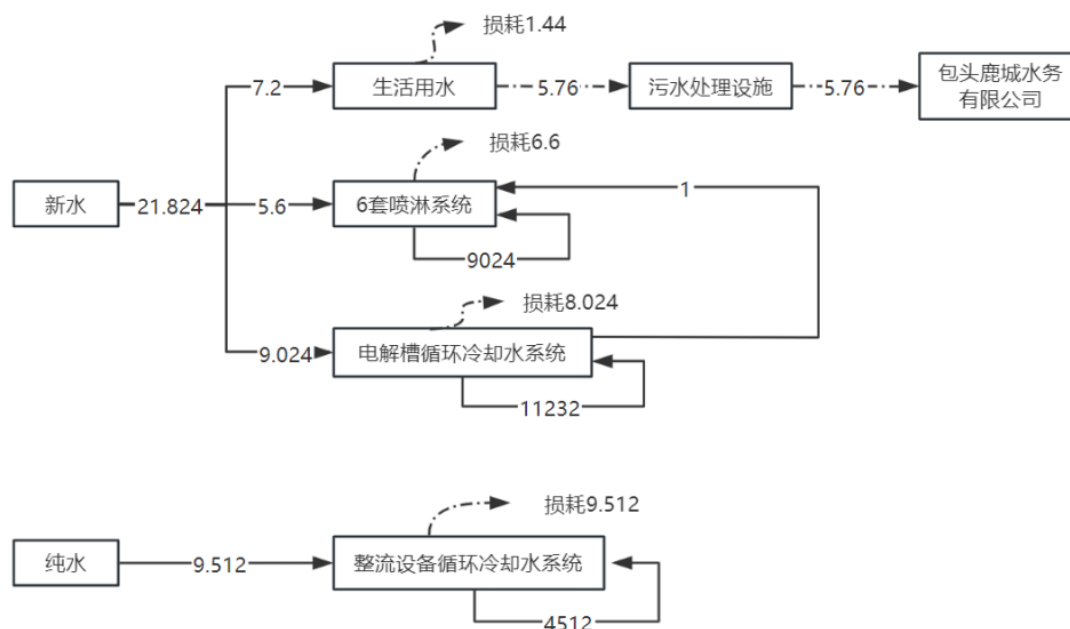 损耗1.44
7.2
生活用水
5.76
污水处理设施
5.76
包头鹿城水务
有限公司
损耗6.6
新水
21.824
5.6
6套喷淋系统
1
9024
损耗8.024
9.024
电解槽循环冷却水系统
11232
损耗9.512
纯水
9.512
整流设备循环冷却水系统
4512